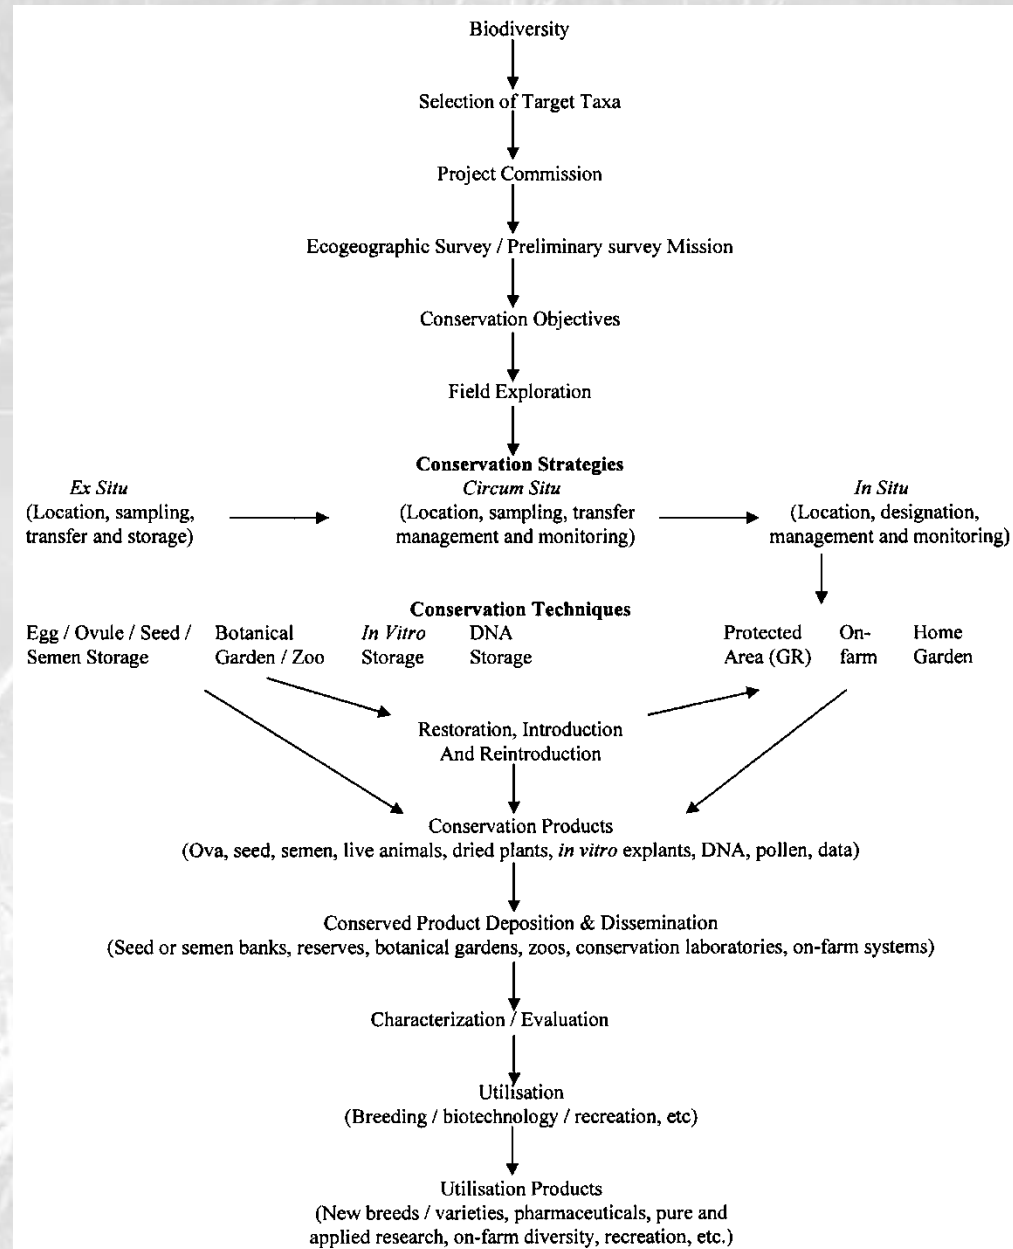 Biodiversity
Selection of Target Taxa
Project Commission
Ecogeographic Survey / Preliminary survey Mission
Conservation Objectives
Field Exploration
Conservation Strategies
Ex Situ
(Location, sampling,
transfer and storage)
Circum Situ
(Location, sampling, transfer
management and monitoring)
In Situ
(Location, designation,
management and monitoring)
Conservation Techniques
Egg / Ovule / Seed /
Semen Storage
Botanical
Garden / Zoo
In Vitro
Storage
DNA
Storage
Protected
Area (GR)
On-
farm
Home
Garden
Restoration, Introduction
And Reintroduction
Conservation Products
(Ova, seed, semen, live animals, dried plants, in vitro explants, DNA, pollen, data)
Conserved Product Deposition & Dissemination
(Seed or semen banks, reserves, botanical gardens, zoos, conservation laboratories, on-farm systems)
Characterization / Evaluation
Utilisation
(Breeding / biotechnology / recreation, etc)
Utilisation Products
(New breeds / varieties, pharmaceuticals, pure and
applied research, on-farm diversity, recreation, etc.)